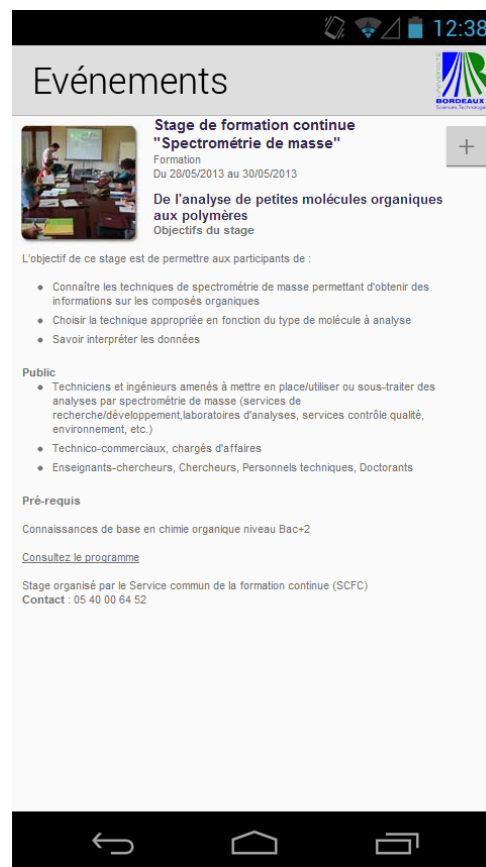 12:38
Evénements
BORDEAUX
Sciences Technologies
Stage de formation continue
"Spectrométrie de masse"
+
Formation
Du 28/05/2013 au 30/05/2013
De l'analyse de petites molécules organiques
aux polymères
Objectifs du stage
L'objectif de ce stage est de permettre aux participants de :
Connaître les techniques de spectrométrie de masse permettant d'obtenir des
informations sur les composés organiques
Choisir la technique appropriée en fonction du type de molécule à analyse
Savoir interpréter les données
Public
Techniciens et ingénieurs amenés à mettre en place/utiliser ou sous-traiter des
analyses par spectrométrie de masse (services de
recherche/développement,laboratoires d'analyses, services contrôle qualité,
environnement, etc.)
Technico-commerciaux, chargés d'affaires
Enseignants-chercheurs, Chercheurs, Personnels techniques, Doctorants
Pré-requis
Connaissances de base en chimie organique niveau Bac+2
Consultez le programme
Stage organisé par le Service commun de la formation continue (SCFC)
Contact : 05 40 00 64 52